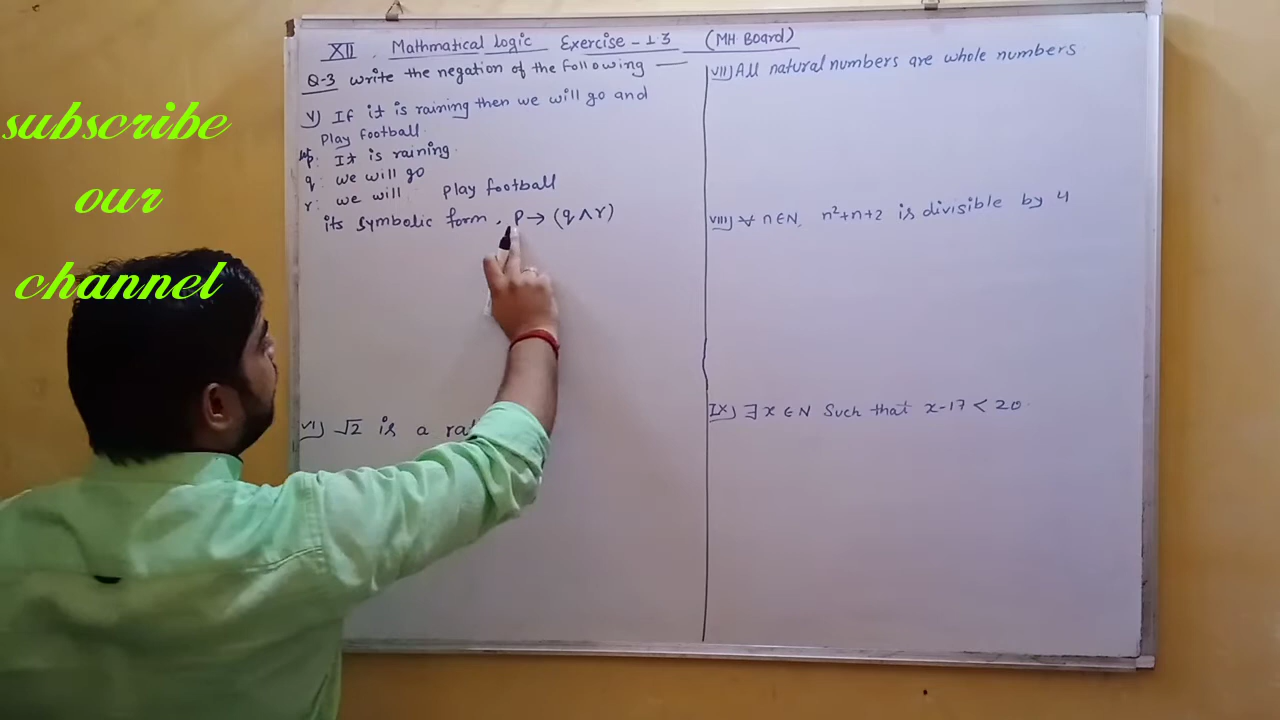 XII. Mathmatical logic Exercise - 1.3 (MH Board)
Q-3 write the negation of the following —
V) If it is raining then we will go and
Play football.
let p: It is raining.
q: we will go
r: we will play football
its symbolic form, p → (q ∧ r)
VI) √2 is a
VII) All natural numbers are whole numbers
VIII) ∀ n ∈ N, n²+n+2 is divisible by 4
IX) ∃ x ∈ N Such that x-17 < 20.
subscribe
our
channel